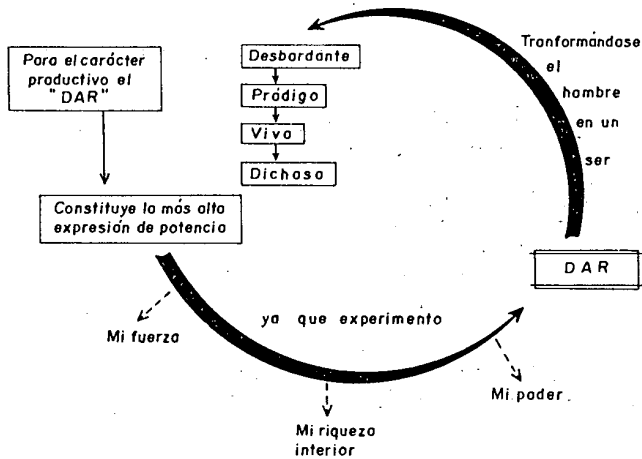 Para el carácter
productivo el
"DAR"
Constituye la más alta
expresión de potencia
Mi fuerza
ya que experimento
Mi riqueza
interior
Mi poder
DAR
Tranformándase
el
hombre
en un
ser
Desbordante
Pródigo
Vivo
Dichoso